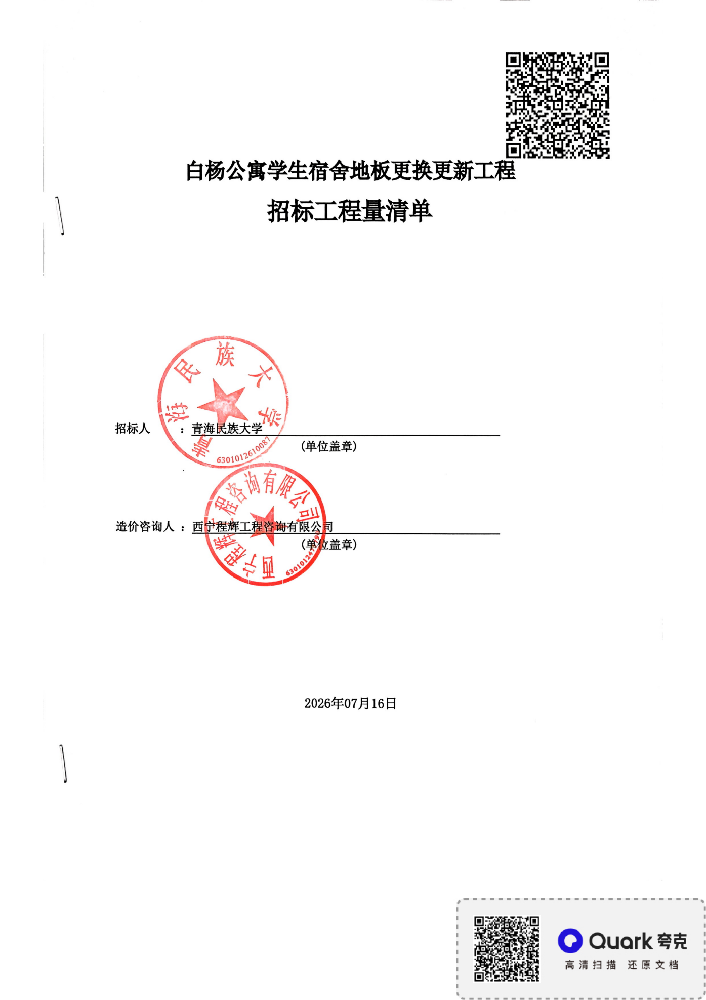 白杨公寓学生宿舍地板更换更新工程
招标工程量清单
青海民族大学
6301012610087
招标人 ：青海民族大学
(单位盖章)
西宁程辉工程咨询有限公司
造价咨询人：西宁程辉工程咨询有限公司
(单位盖章)
2026年07月16日
Quark 夸克
高清扫描 还原文档